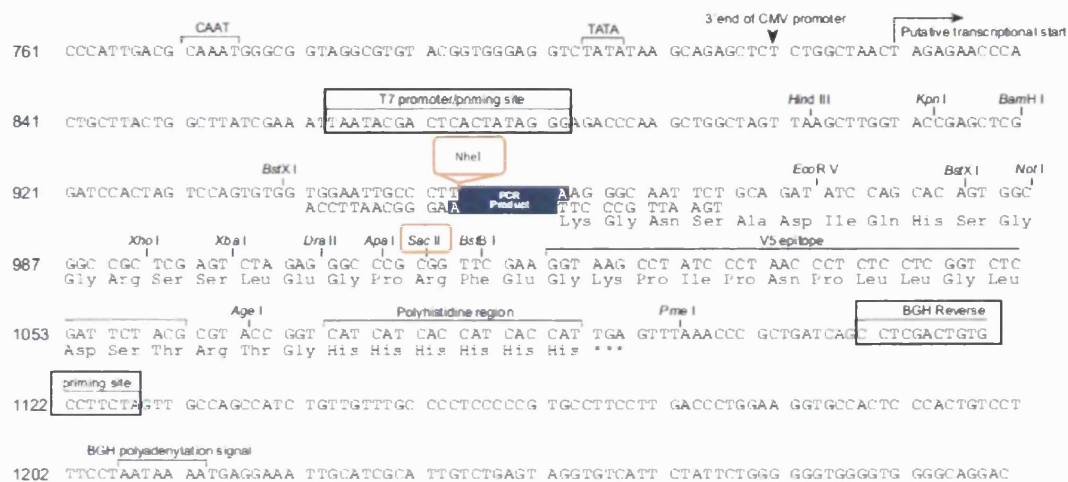 CAAT TATA 3' end of CMV promoter
Putative transcriptional start
761 CCCATTGACG CAAATGGGCG GTAGGCGTGT ACGGTGGGAG GTCTATATAA GCAGAGCTCT CTGGCTAACT AGAGAACCCA
T7 promoter/priming site Hind III Kpn I BamH I
841 CTGCTTACTG GCTTATCGAA ATTAATACGA CTCACTATAG GGAGACCCAA GCTGGCTAGT TAAGCTTGGT ACCGAGCTCG
NheI
BstX I EcoR V BstX I Not I
921 GATCCACTAG TCCAGTGTGG TGGAATTGCC CTT PCR Product AAG GGC AAT TCT GCA GAT ATC CAG CAC AGT GGC
ACCTTAACGG GAA TTC CCG TTA AGT
Lys Gly Asn Ser Ala Asp Ile Gln His Ser Gly
Xho I Xba I Dra II Apa I Sac II BstB I V5 epitope
987 GGC CGC TCG AGT CTA GAG GGC CCG CGG TTC GAA GGT AAG CCT ATC CCT AAC CCT CTC CTC GGT CTC
Gly Arg Ser Ser Leu Glu Gly Pro Arg Phe Glu Gly Lys Pro Ile Pro Asn Pro Leu Leu Gly Leu
Age I Polyhistidine region Pme I BGH Reverse
1053 GAT TCT ACG CGT ACC GGT CAT CAT CAC CAT CAC CAT TGA GTTTAAACCC GCTGATCAGC CTCGACTGTG
Asp Ser Thr Arg Thr Gly His His His His His His ***
priming site
1122 CCTTCTAGTT GCCAGCCATC TGTTGTTTGC CCCTCCCCCG TGCCTTCCTT GACCCTGGAA GGTGCCACTC CCACTGTCCT
BGH polyadenylation signal
1202 TTCCTAATAA AATGAGGAAA TTGCATCGCA TTGTCTGAGT AGGTGTCATT CTATTCTGGG GGGTGGGGTG GGGCAGGAC